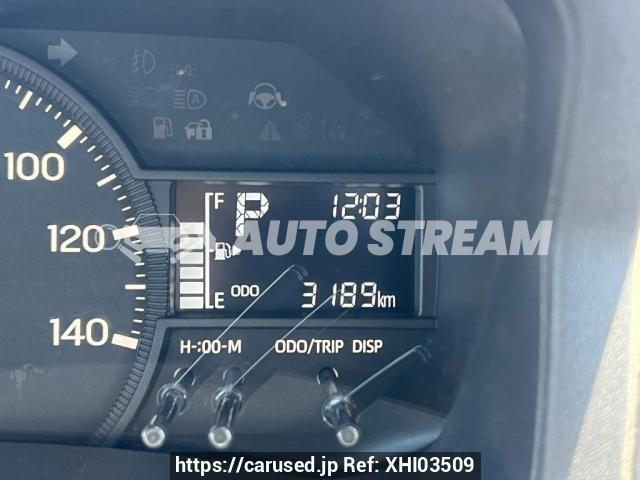 100
F
P
12:03
120
AUTO STREAM
E
ODO
3189km
140
H-:00-M
ODO/TRIP
DISP
https://carused.jp Ref: XHI03509